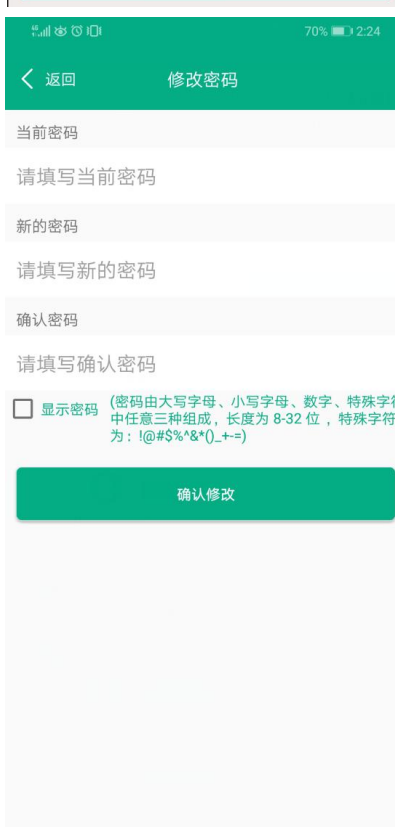 46 70% 2:24
返回 修改密码
当前密码
请填写当前密码
新的密码
请填写新的密码
确认密码
请填写确认密码
显示密码 (密码由大写字母、小写字母、数字、特殊字符
中任意三种组成，长度为 8-32 位 ，特殊字符
为：!@#$%^&*()_+-=)
确认修改